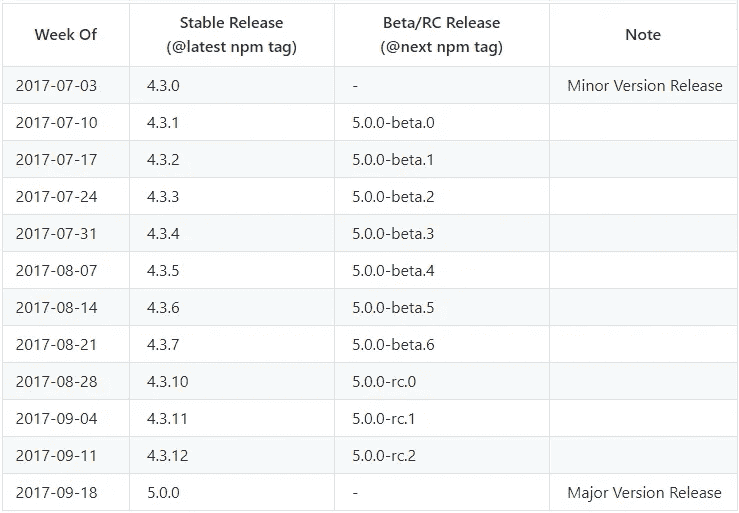 Week Of Stable Release (@latest npm tag) Beta/RC Release (@next npm tag) Note
2017-07-03 4.3.0 - Minor Version Release
2017-07-10 4.3.1 5.0.0-beta.0
2017-07-17 4.3.2 5.0.0-beta.1
2017-07-24 4.3.3 5.0.0-beta.2
2017-07-31 4.3.4 5.0.0-beta.3
2017-08-07 4.3.5 5.0.0-beta.4
2017-08-14 4.3.6 5.0.0-beta.5
2017-08-21 4.3.7 5.0.0-beta.6
2017-08-28 4.3.10 5.0.0-rc.0
2017-09-04 4.3.11 5.0.0-rc.1
2017-09-11 4.3.12 5.0.0-rc.2
2017-09-18 5.0.0 - Major Version Release